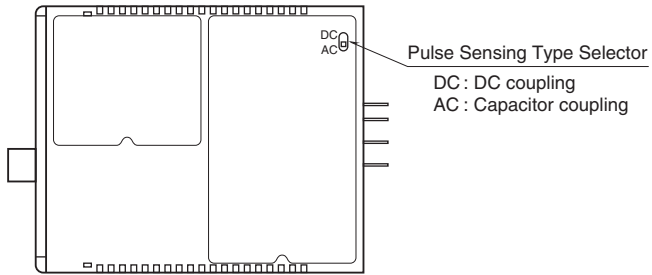 DC
AC
Pulse Sensing Type Selector
DC : DC coupling
AC : Capacitor coupling